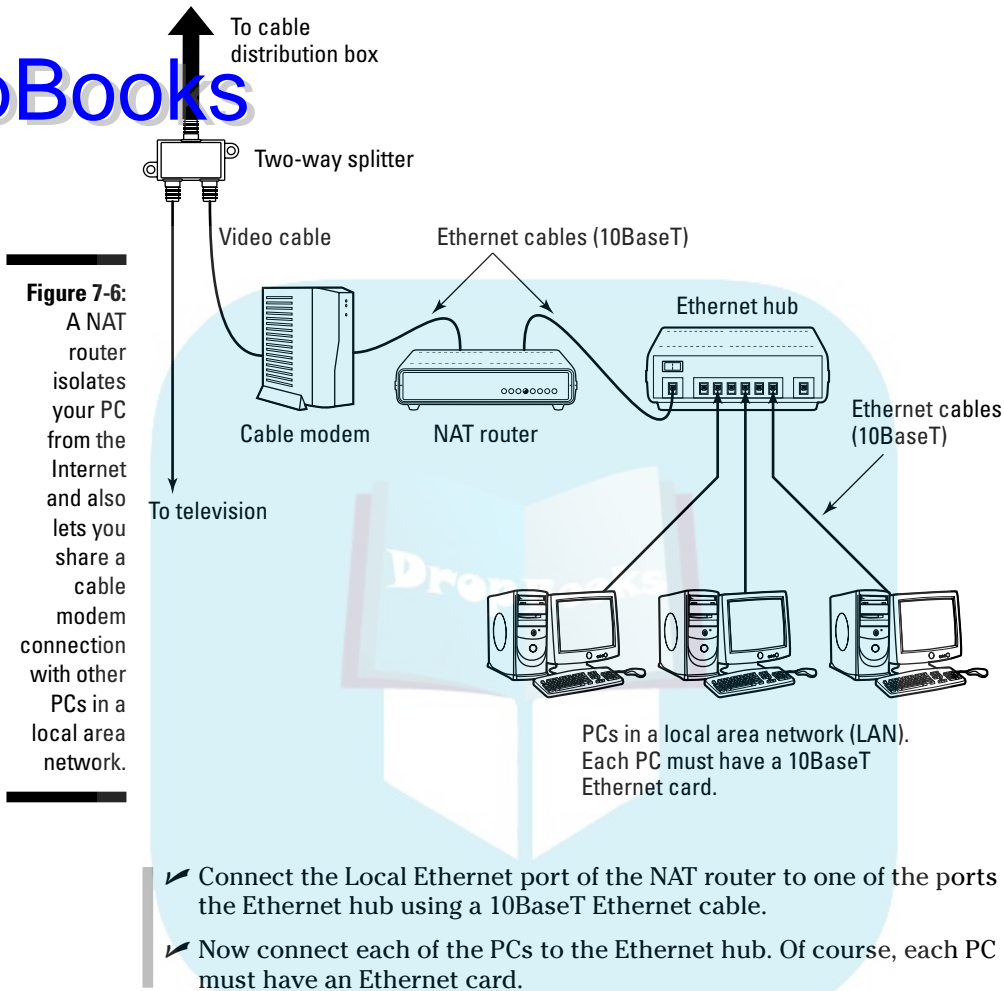 To cable
distribution box
oBooks
Two-way splitter
Video cable
Ethernet cables (10BaseT)
Figure 7-6:
A NAT
router
isolates
your PC
from the
Internet
and also
lets you
share a
cable
modem
connection
with other
PCs in a
local area
network.
Ethernet hub
Cable modem
NAT router
Ethernet cables
(10BaseT)
To television
DropBooks
PCs in a local area network (LAN).
Each PC must have a 10BaseT
Ethernet card.
✓ Connect the Local Ethernet port of the NAT router to one of the ports
the Ethernet hub using a 10BaseT Ethernet cable.
✓ Now connect each of the PCs to the Ethernet hub. Of course, each PC
must have an Ethernet card.